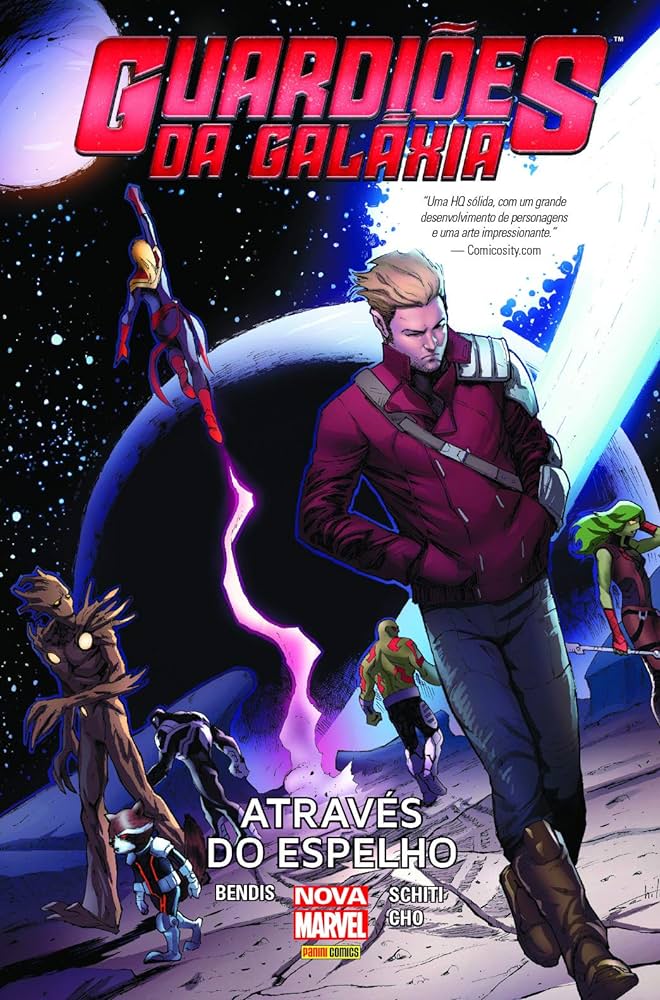 GUARDIÕES™
DA GALÁXIA
"Uma HQ sólida, com um grande
desenvolvimento de personagens
e uma arte impressionante."
— Comicosity.com
ATRAVÉS
DO ESPELHO
BENDIS
NOVA
MARVEL
PANINI COMICS
SCHITI
CHO